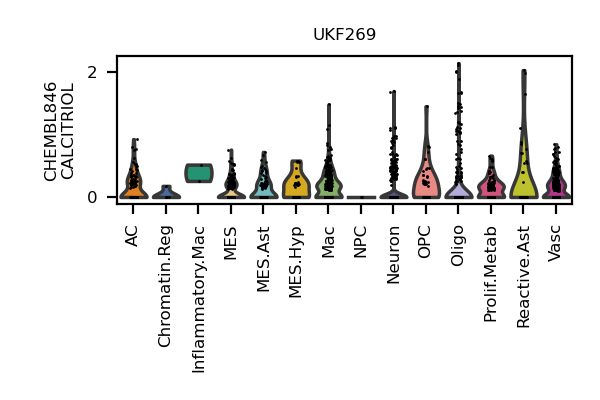 UKF269
CHEMBL846
CALCITRIOL
2
0
AC
Chromatin.Reg
Inflammatory.Mac
MES
MES.Ast
MES.Hyp
Mac
NPC
Neuron
OPC
Oligo
Prolif.Metab
Reactive.Ast
Vasc